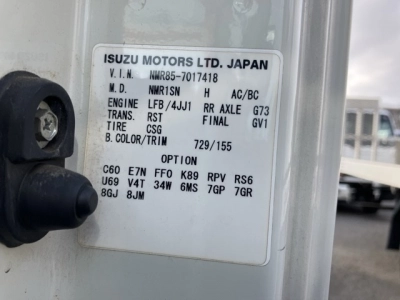 ISUZU MOTORS LTD. JAPAN
V.I.N. NMR85-7017418
M.D. NMR1SN H AC/BC
ENGINE LFB/4JJ1 RR AXLE G73
TRANS. RST FINAL GV1
TIRE CSG
B.COLOR/TRIM 729/155
OPTION
C60 E7N FF0 K89 RPV RS6
U69 V4T 34W 6MS 7GP 7GR
8GJ 8JM